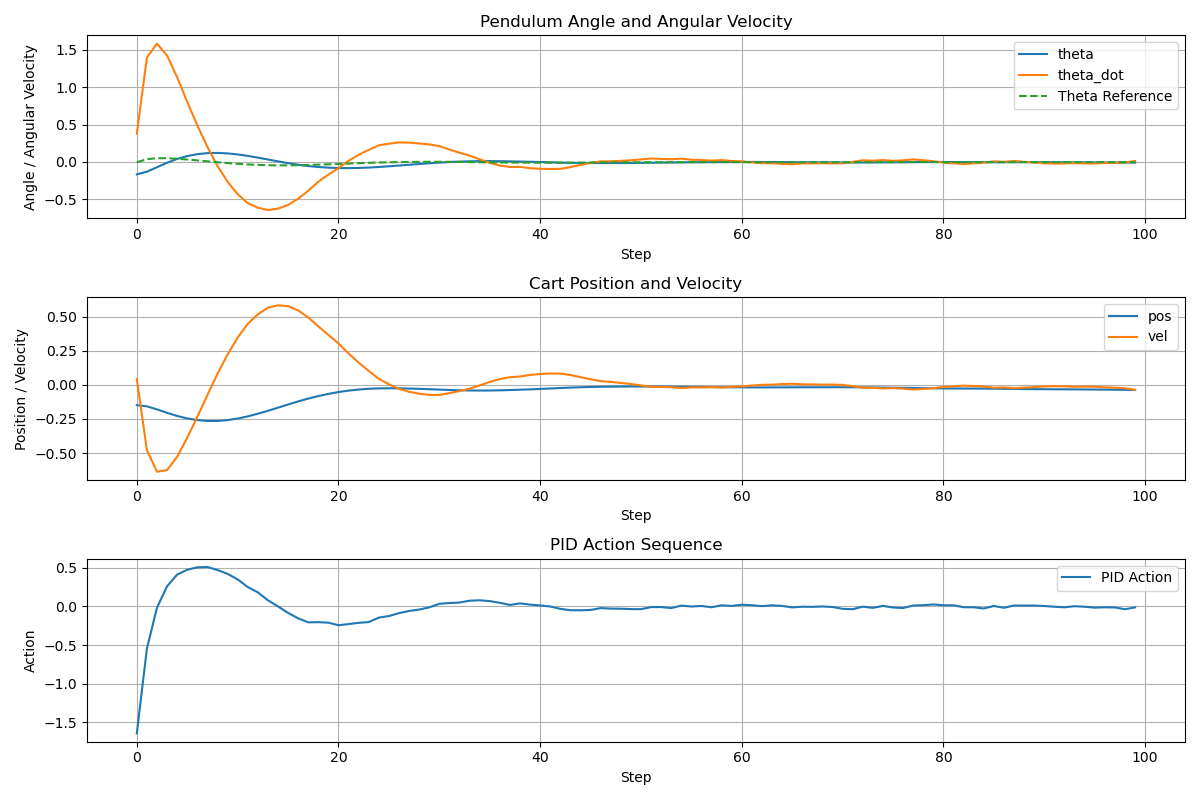 Pendulum Angle and Angular Velocity
Angle / Angular Velocity
1.5
1.0
0.5
0.0
−0.5
theta
theta_dot
Theta Reference
0 20 40 60 80 100
Step
Cart Position and Velocity
Position / Velocity
0.50
0.25
0.00
−0.25
−0.50
pos
vel
0 20 40 60 80 100
Step
PID Action Sequence
Action
0.5
0.0
−0.5
−1.0
−1.5
PID Action
0 20 40 60 80 100
Step